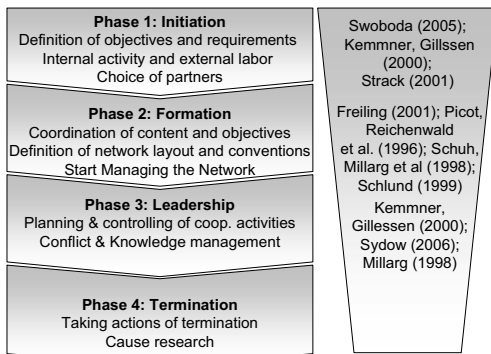 Phase 1: Initiation
Definition of objectives and requirements
Internal activity and external labor
Choice of partners
Phase 2: Formation
Coordination of content and objectives
Definition of network layout and conventions
Start Managing the Network
Phase 3: Leadership
Planning & controlling of coop. activities
Conflict & Knowledge management
Phase 4: Termination
Taking actions of termination
Cause research
Swoboda (2005);
Kemmner, Gillssen
(2000);
Strack (2001)
Freiling (2001); Picot,
Reichenwald
et al. (1996); Schuh,
Millarg et al (1998);
Schlund (1999)
Kemmner,
Gillessen (2000);
Sydow (2006);
Millarg (1998)